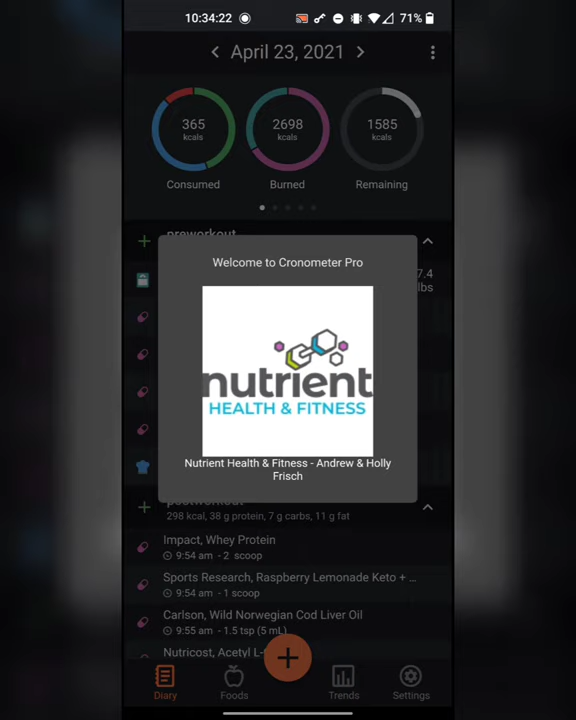 10:34:22
71%
April 23, 2021
365
kcals
2698
kcals
1585
kcals
Consumed
Burned
Remaining
preworkout
7.4
lbs
Welcome to Cronometer Pro
nutrient
HEALTH & FITNESS
Nutrient Health & Fitness - Andrew & Holly
Frisch
postworkout
298 kcal, 38 g protein, 7 g carbs, 11 g fat
Impact, Whey Protein
9:54 am - 2 scoop
Sports Research, Raspberry Lemonade Keto + ...
9:54 am - 1 scoop
Carlson, Wild Norwegian Cod Liver Oil
9:55 am - 1.5 tsp (5 mL)
Nutricost, Acetyl L-
+
Diary
Foods
Trends
Settings